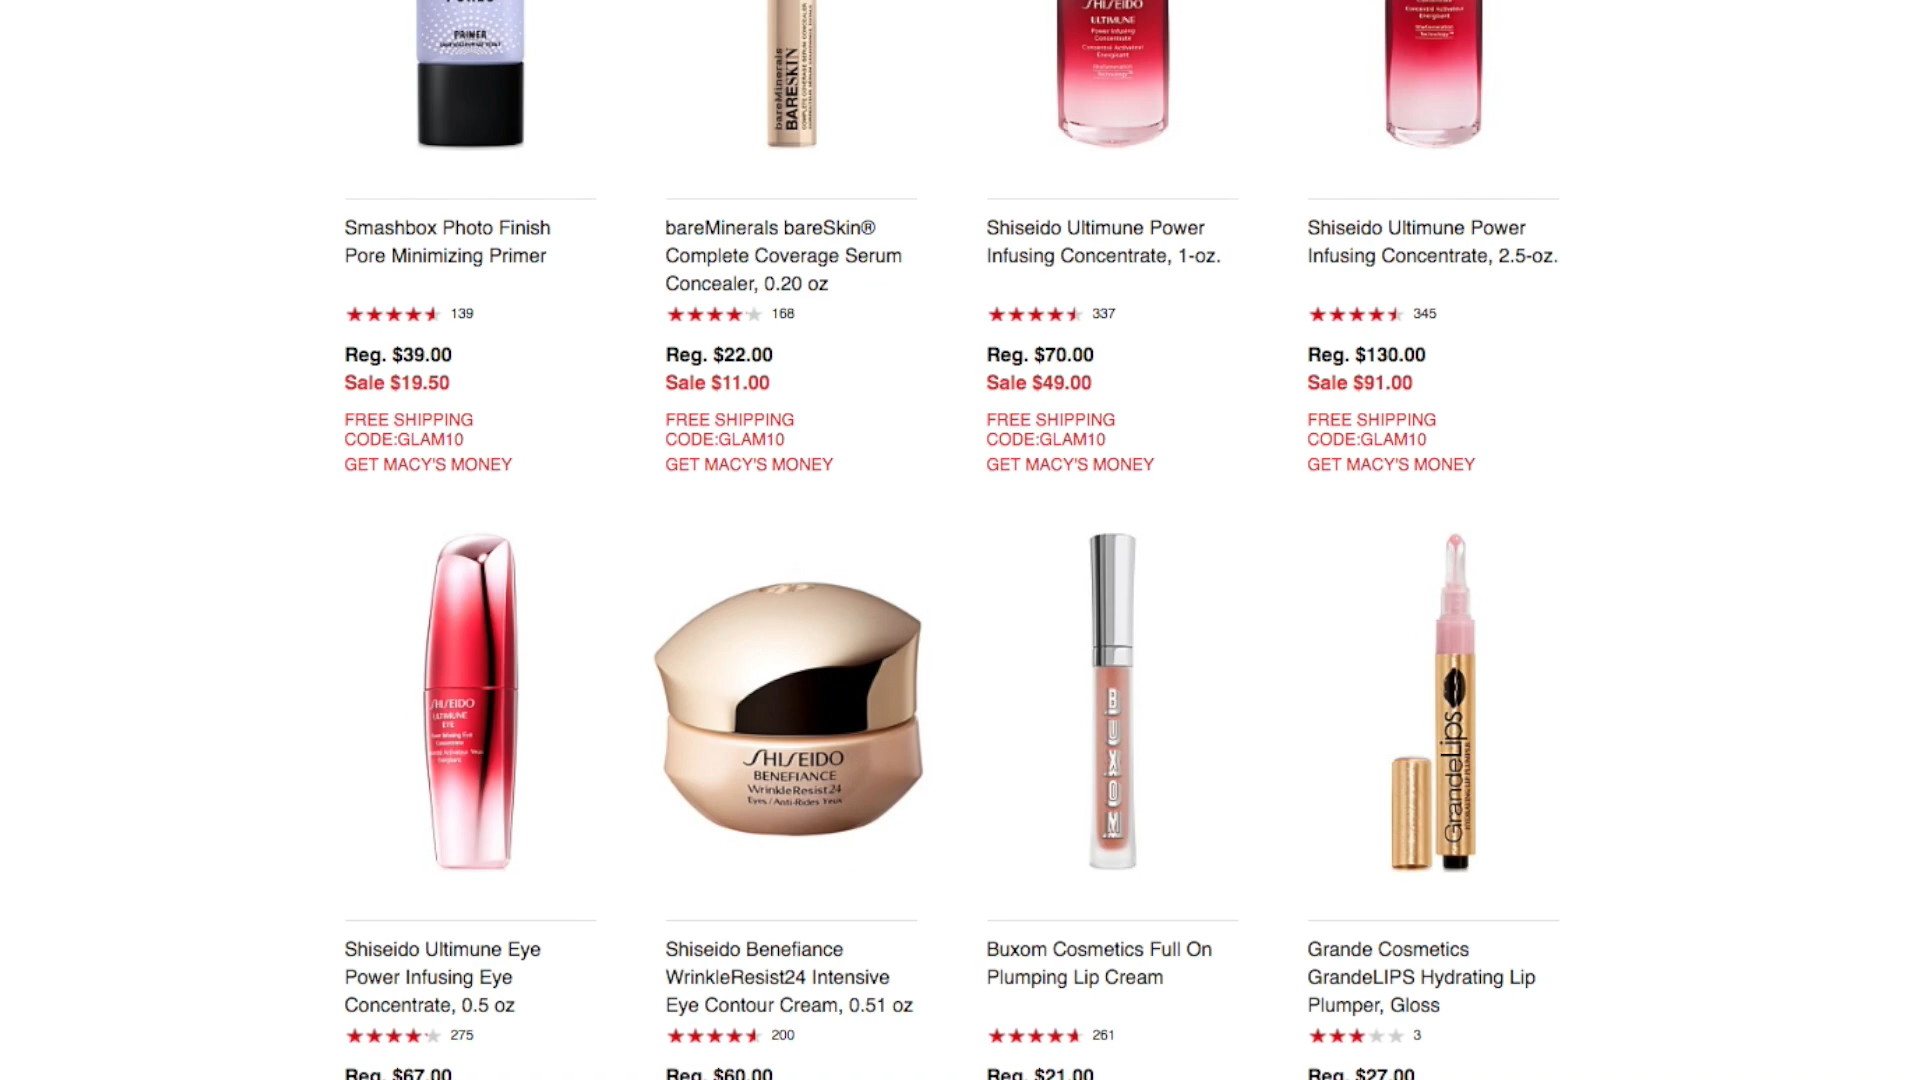 PRIMER
bareMinerals
BARESKIN
SHISEIDO
ULTIMUNE
Power Infusing
Concentrate
Smashbox Photo Finish
Pore Minimizing Primer
139
Reg. $39.00
Sale $19.50
FREE SHIPPING
CODE:GLAM10
GET MACY'S MONEY
bareMinerals bareSkin®
Complete Coverage Serum
Concealer, 0.20 oz
168
Reg. $22.00
Sale $11.00
FREE SHIPPING
CODE:GLAM10
GET MACY'S MONEY
Shiseido Ultimune Power
Infusing Concentrate, 1-oz.
337
Reg. $70.00
Sale $49.00
FREE SHIPPING
CODE:GLAM10
GET MACY'S MONEY
Shiseido Ultimune Power
Infusing Concentrate, 2.5-oz.
345
Reg. $130.00
Sale $91.00
FREE SHIPPING
CODE:GLAM10
GET MACY'S MONEY
SHISEIDO
ULTIMUNE
EYE
SHISEIDO
BENEFIANCE
WrinkleResist24
Eyes / Anti-Rides Yeux
BUXOM
GrandeLips
Shiseido Ultimune Eye
Power Infusing Eye
Concentrate, 0.5 oz
275
Reg. $67.00
Shiseido Benefiance
WrinkleResist24 Intensive
Eye Contour Cream, 0.51 oz
200
Reg. $60.00
Buxom Cosmetics Full On
Plumping Lip Cream
261
Reg. $21.00
Grande Cosmetics
GrandeLIPS Hydrating Lip
Plumper, Gloss
3
Reg. $27.00